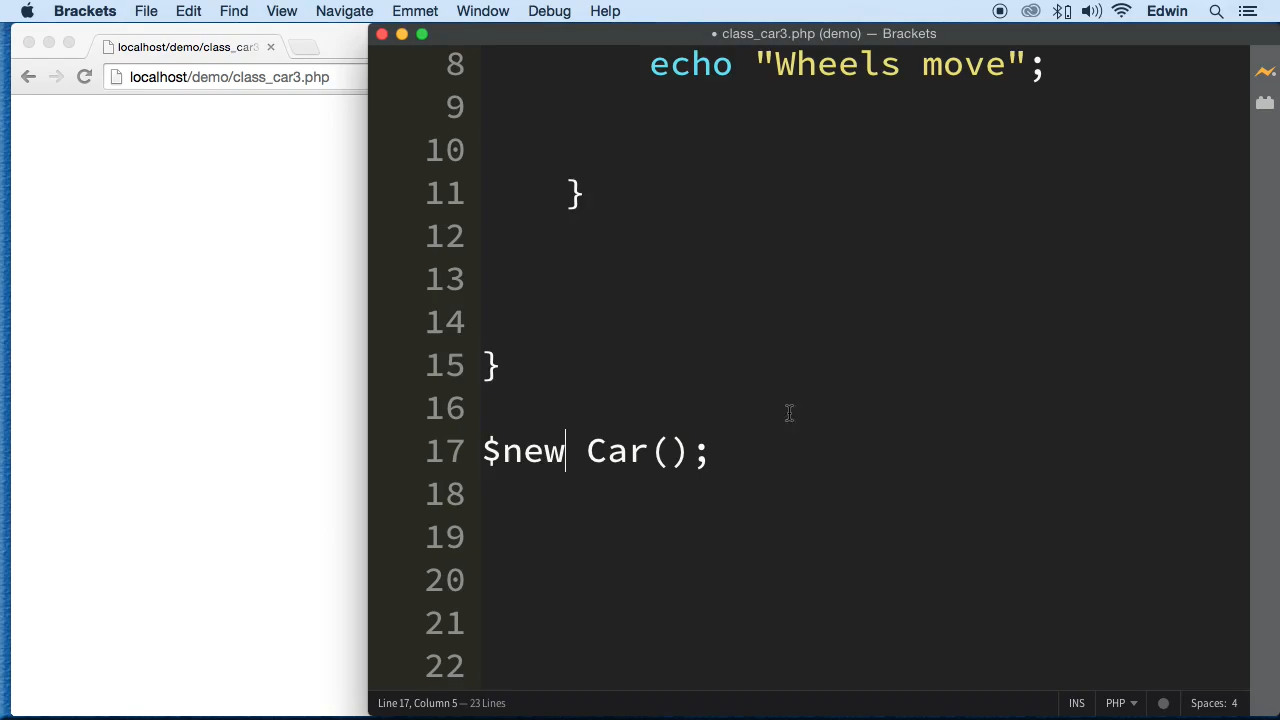 Brackets File Edit Find View Navigate Emmet Window Debug Help Edwin
localhost/demo/class_car3
localhost/demo/class_car3.php
• class_car3.php (demo) — Brackets
8 echo "Wheels move";
9
10
11 }
12
13
14
15 }
16
17 $new Car();
18
19
20
21
22
Line 17, Column 5 — 23 Lines INS PHP Spaces: 4